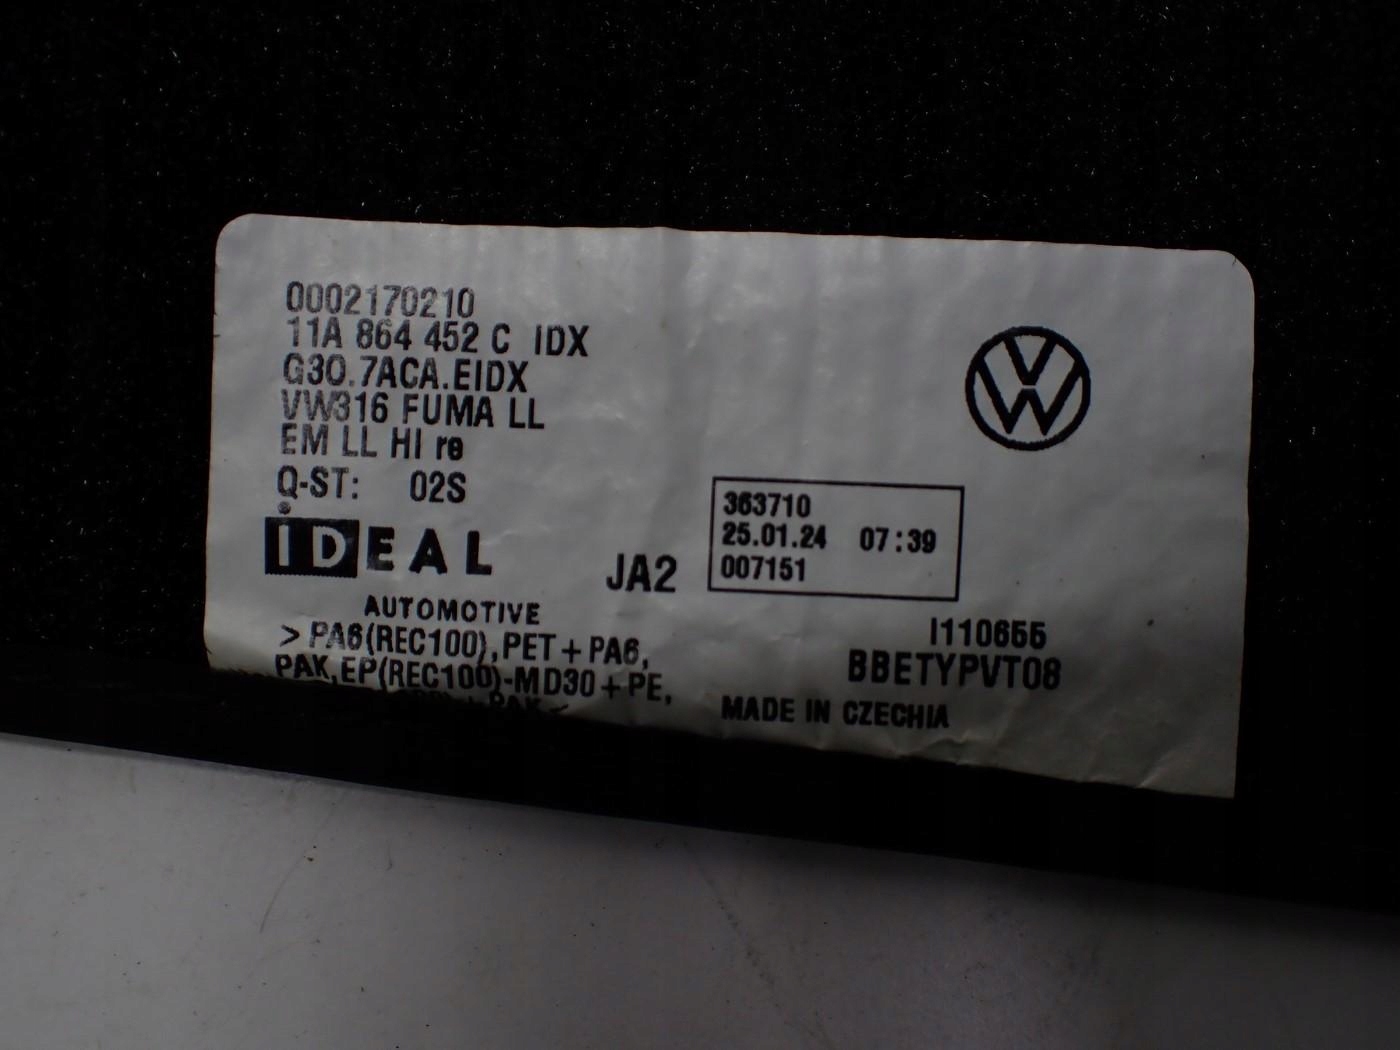 0002170210
11A 864 452 C IDX
G30.7ACA.EIDX
VW316 FUMA LL
EM LL HI re
Q-ST: 02S
IDEAL
AUTOMOTIVE
JA2
363710
25.01.24 07:39
007151
>PA6(REC100),PET+PA6,
PAK,EP(REC100)-MD30+PE,
+PAK<
I110655
BBETYPVT08
MADE IN CZECHIA